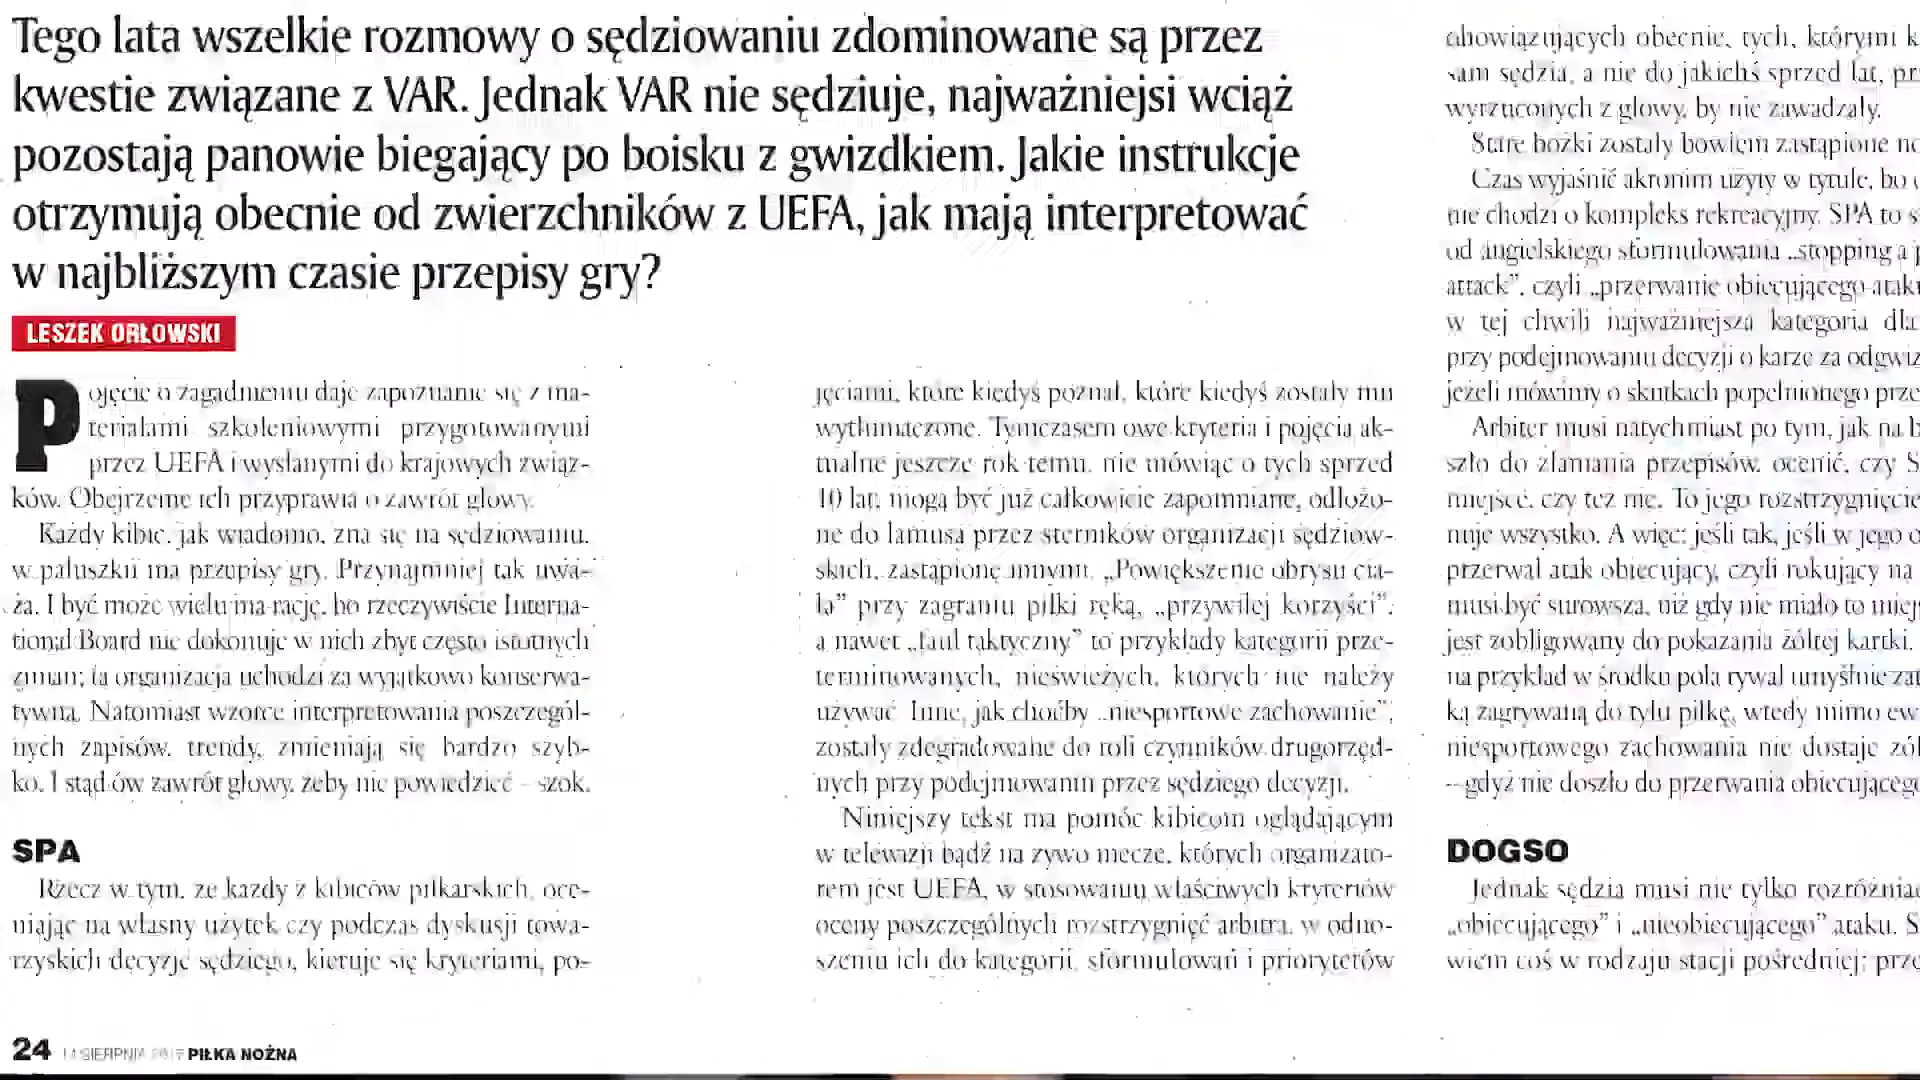 Tego lata wszelkie rozmowy o sędziowaniu zdominowane są przez
kwestie związane z VAR. Jednak VAR nie sędziuje, najważniejsi wciąż
pozostają panowie biegający po boisku z gwizdkiem. Jakie instrukcje
otrzymują obecnie od zwierzchników z UEFA, jak mają interpretować
w najbliższym czasie przepisy gry?
LESZEK ORŁOWSKI
Pojęcie o zagadnieniu daje zapoznanie się z ma-
teriałami szkoleniowymi przygotowanymi
przez UEFA i wysłanymi do krajowych związ-
ków. Obejrzenie ich przyprawia o zawrót głowy.
Każdy kibic, jak wiadomo, zna się na sędziowaniu,
w paluszku ma przepisy gry. Przynajmniej tak uwa-
ża. I być może wielu ma rację, bo rzeczywiście Interna-
tional Board nie dokonuje w nich zbyt często istotnych
zmian; ta organizacja uchodzi za wyjątkowo konserwa-
tywną. Natomiast wzorce interpretowania poszczegól-
nych zapisów, trendy, zmieniają się bardzo szyb-
ko. I stąd ów zawrót głowy, żeby nie powiedzieć – szok.
SPA
Rzecz w tym, że każdy z kibiców piłkarskich, oce-
niając na własny użytek czy podczas dyskusji towa-
rzyskich decyzje sędziego, kieruje się kryteriami, po-
jęciami, które kiedyś poznał, które kiedyś zostały mu
wytłumaczone. Tymczasem owe kryteria i pojęcia ak-
tualne jeszcze rok temu, nie mówiąc o tych sprzed
10 lat, mogą być już całkowicie zapomniane, odłożo-
ne do lamusa przez sterników organizacji sędziow-
skich, zastąpione innymi. „Powiększenie obrysu cia-
ła” przy zagraniu piłki ręką, „przywilej korzyści”,
a nawet „faul taktyczny” to przykłady kategorii prze-
terminowanych, nieświeżych, których nie należy
używać. Inne, jak choćby „niesportowe zachowanie”,
zostały zdegradowane do roli czynników drugorzęd-
nych przy podejmowaniu przez sędziego decyzji.
Niniejszy tekst ma pomóc kibicom oglądającym
w telewizji bądź na żywo mecze, których organizato-
rem jest UEFA, w stosowaniu właściwych kryteriów
oceny poszczególnych rozstrzygnięć arbitra, w odno-
szeniu ich do kategorii, sformułowań i priorytetów
obowiązujących obecnie, tych, którymi k
sam sędzia, a nie do jakichś sprzed lat, pr
wyrzuconych z głowy, by nie zawadzały.
Stare bożki zostały bowiem zastąpione no
Czas wyjaśnić akronim użyty w tytule, bo
nie chodzi o kompleks rekreacyjny. SPA to s
od angielskiego sformułowania „stopping a p
attack”, czyli „przerwanie obiecującego ataku
w tej chwili najważniejsza kategoria dla
przy podejmowaniu decyzji o karze za odgwiz
jeżeli mówimy o skutkach popełnionego prze
Arbiter musi natychmiast po tym, jak na b
szło do złamania przepisów, ocenić, czy S
miejsce, czy też nie. To jego rozstrzygnięcie
nuje wszystko. A więc: jeśli tak, jeśli w jego o
przerwał atak obiecujący, czyli rokujący na
musi być surowsza, niż gdy nie miało to miej
jest zobligowany do pokazania żółtej kartki.
na przykład w środku pola rywal umyślnie zat
ką zagrywaną do tyłu piłkę, wtedy mimo ew
niesportowego zachowania nie dostaje żół
– gdyż nie doszło do przerwania obiecującego
DOGSO
Jednak sędzia musi nie tylko rozróżniać
„obiecującego” i „nieobiecującego” ataku. S
wiem coś w rodzaju stacji pośredniej; prze
24 SIERPNIA PIŁKA NOŻNA